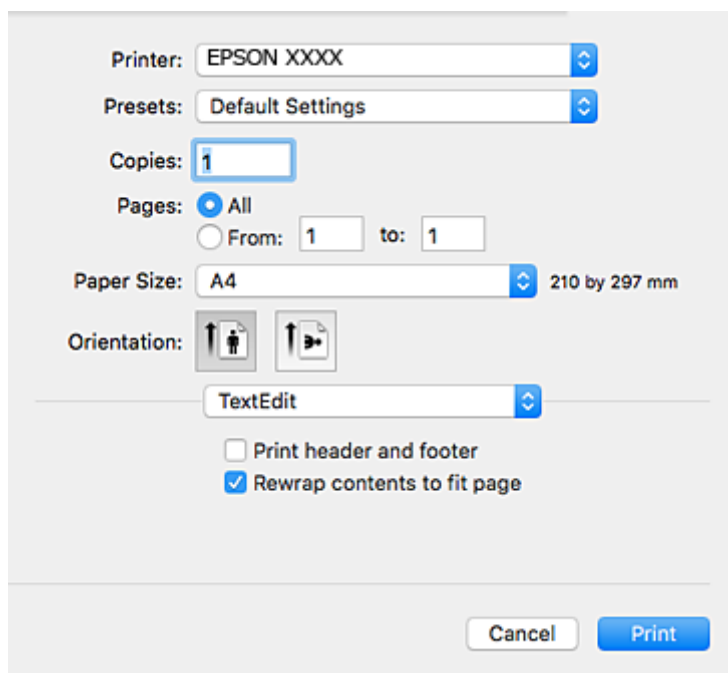 Printer: EPSON XXXX
Presets: Default Settings
Copies: 1
Pages: All
From: 1 to: 1
Paper Size: A4 210 by 297 mm
Orientation:
TextEdit
Print header and footer
Rewrap contents to fit page
Cancel Print